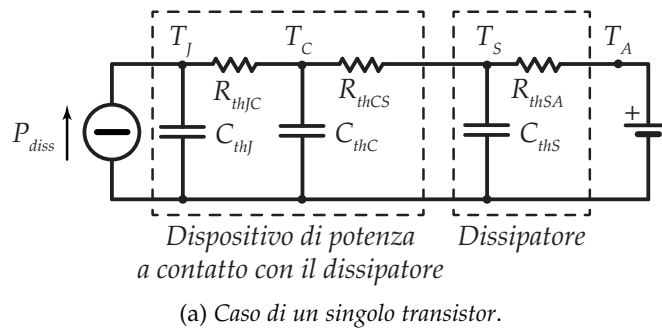 T_J T_C T_S T_A
R_thJC R_thCS R_thSA
P_diss C_thJ C_thC C_thS +
Dispositivo di potenza Dissipatore
a contatto con il dissipatore
(a) Caso di un singolo transistor.